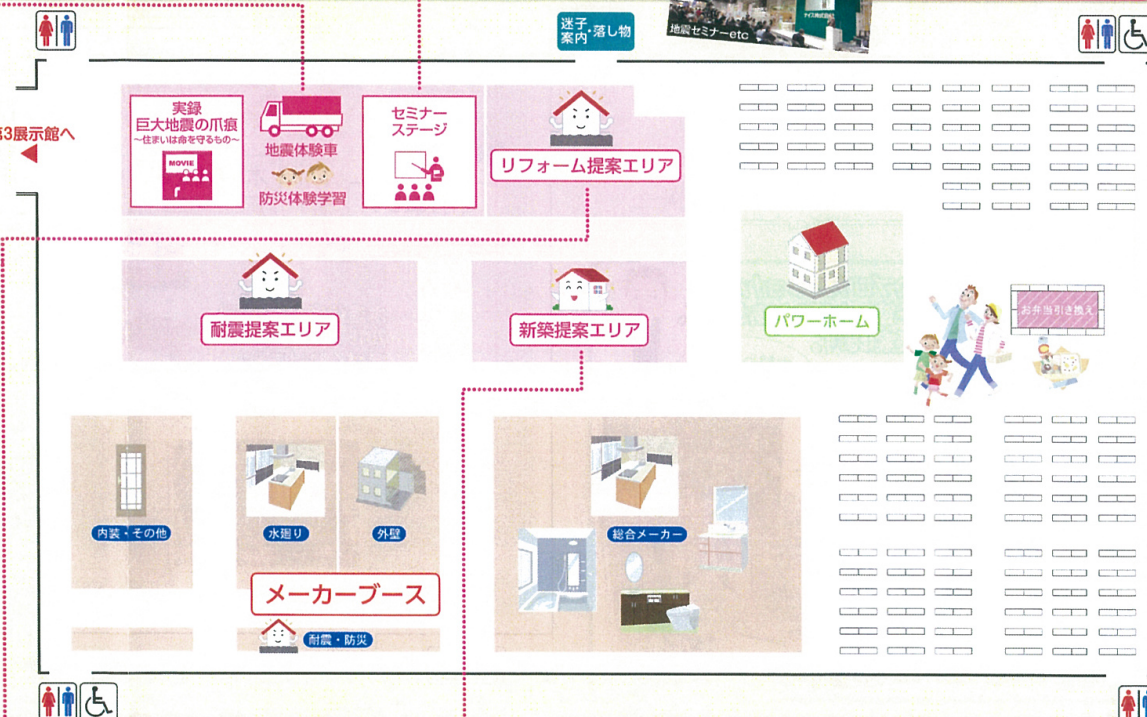 迷子・落し物
案内
地震セミナーetc
第3展示館へ
実録
巨大地震の爪痕
～住まいは命を守るもの～
MOVIE
地震体験車
防災体験学習
セミナー
ステージ
リフォーム提案エリア
耐震提案エリア
新築提案エリア
パワーホーム
お弁当引き換え
内装・その他
水廻り
外壁
総合メーカー
メーカーブース
耐震・防災